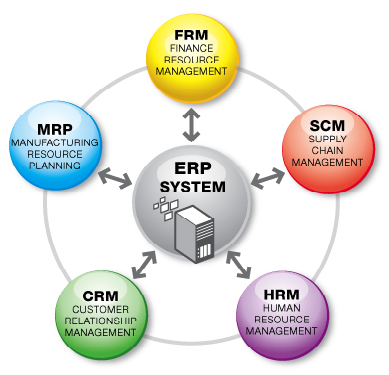 FRM
FINANCE
RESOURCE
MANAGEMENT
MRP
MANUFACTURING
RESOURCE
PLANNING
SCM
SUPPLY
CHAIN
MANAGEMENT
ERP
SYSTEM
CRM
CUSTOMER
RELATIONSHIP
MANAGEMENT
HRM
HUMAN
RESOURCE
MANAGEMENT